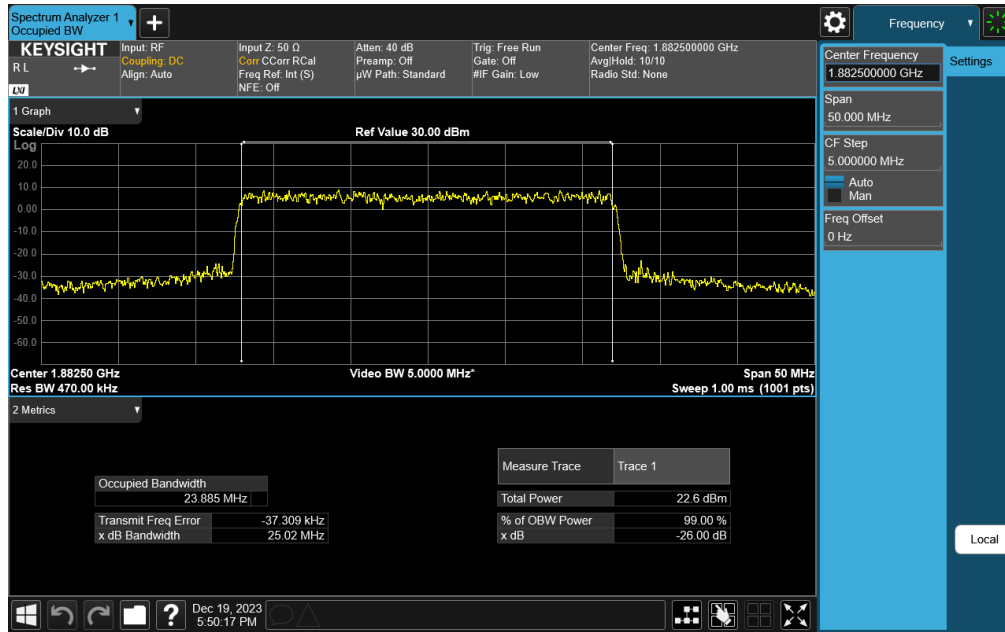 Spectrum Analyzer 1
Occupied BW
Frequency
KEYSIGHT
R L
LXI
Input: RF
Coupling: DC
Align: Auto
Input Z: 50 Ω
Corr CCorr RCal
Freq Ref: Int (S)
NFE: Off
Atten: 40 dB
Preamp: Off
µW Path: Standard
Trig: Free Run
Gate: Off
#IF Gain: Low
Center Freq: 1.882500000 GHz
Avg|Hold: 10/10
Radio Std: None
Center Frequency
1.882500000 GHz
Settings
Span
50.000 MHz
CF Step
5.000000 MHz
Auto
Man
Freq Offset
0 Hz
Local
1 Graph
Scale/Div 10.0 dB
Ref Value 30.00 dBm
Log
20.0
10.0
0.00
-10.0
-20.0
-30.0
-40.0
-50.0
-60.0
Center 1.88250 GHz
Video BW 5.0000 MHz*
Span 50 MHz
Res BW 470.00 kHz
Sweep 1.00 ms (1001 pts)
2 Metrics
Measure Trace Trace 1
Occupied Bandwidth
23.885 MHz
Total Power 22.6 dBm
Transmit Freq Error -37.309 kHz
% of OBW Power 99.00 %
x dB Bandwidth 25.02 MHz
x dB -26.00 dB
Dec 19, 2023
5:50:17 PM